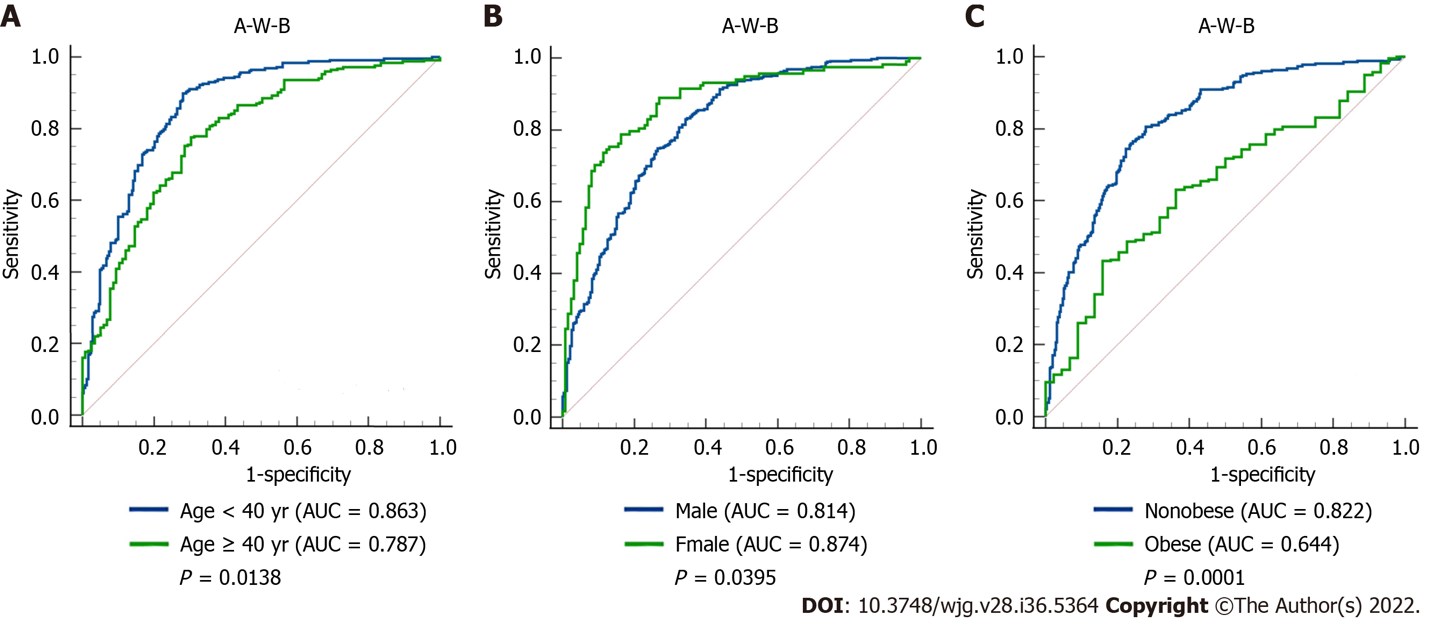 A
A-W-B
1.0
0.8
0.6
0.4
0.2
0.0
Sensitivity
0.2 0.4 0.6 0.8 1.0
1-specificity
Age < 40 yr (AUC = 0.863)
Age ≥ 40 yr (AUC = 0.787)
P = 0.0138
B
A-W-B
1.0
0.8
0.6
0.4
0.2
0.0
Sensitivity
0.2 0.4 0.6 0.8 1.0
1-specificity
Male (AUC = 0.814)
Fmale (AUC = 0.874)
P = 0.0395
C
A-W-B
1.0
0.8
0.6
0.4
0.2
0.0
Sensitivity
0.2 0.4 0.6 0.8 1.0
1-specificity
Nonobese (AUC = 0.822)
Obese (AUC = 0.644)
P = 0.0001
DOI: 10.3748/wjg.v28.i36.5364 Copyright ©The Author(s) 2022.